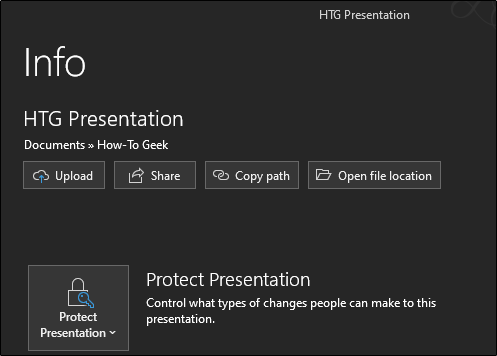 HTG Presentation
Info
HTG Presentation
Documents » How-To Geek
Upload
Share
Copy path
Open file location
Protect
Presentation
Protect Presentation
Control what types of changes people can make to this
presentation.